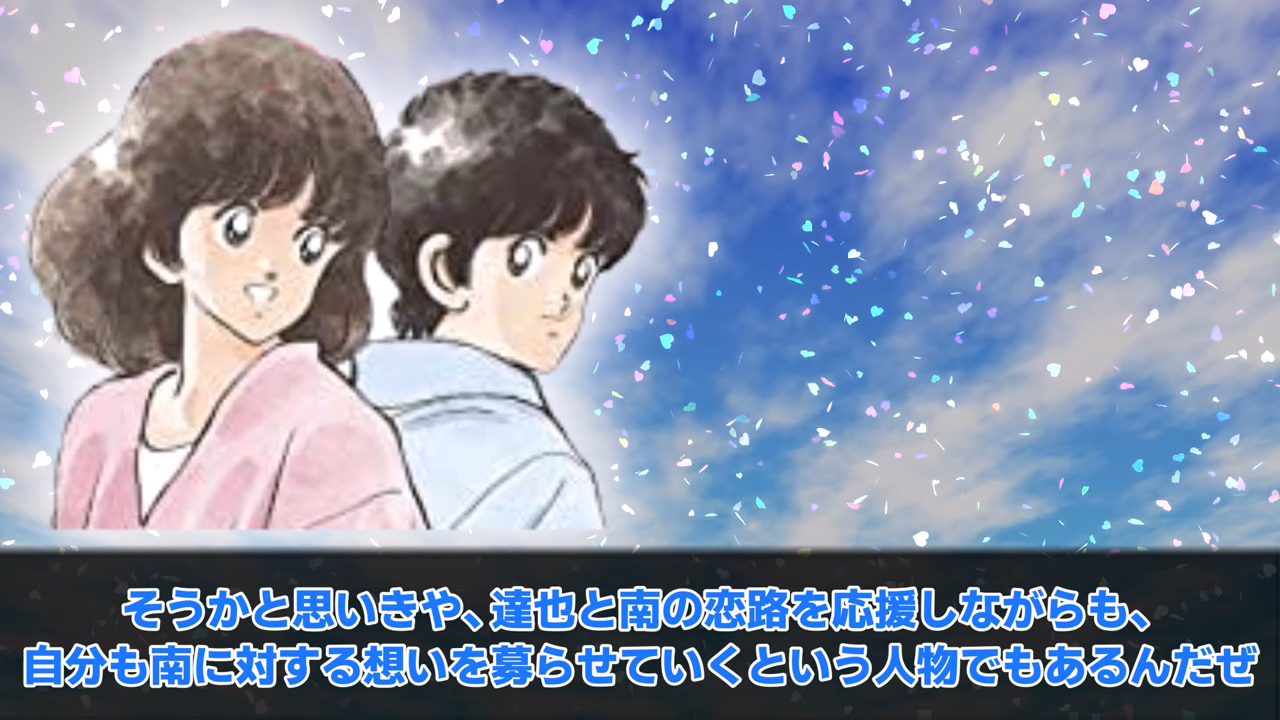 そうかと思いきや、達也と南の恋路を応援しながらも、
自分も南に対する想いを募らせていくという人物でもあるんだぜ